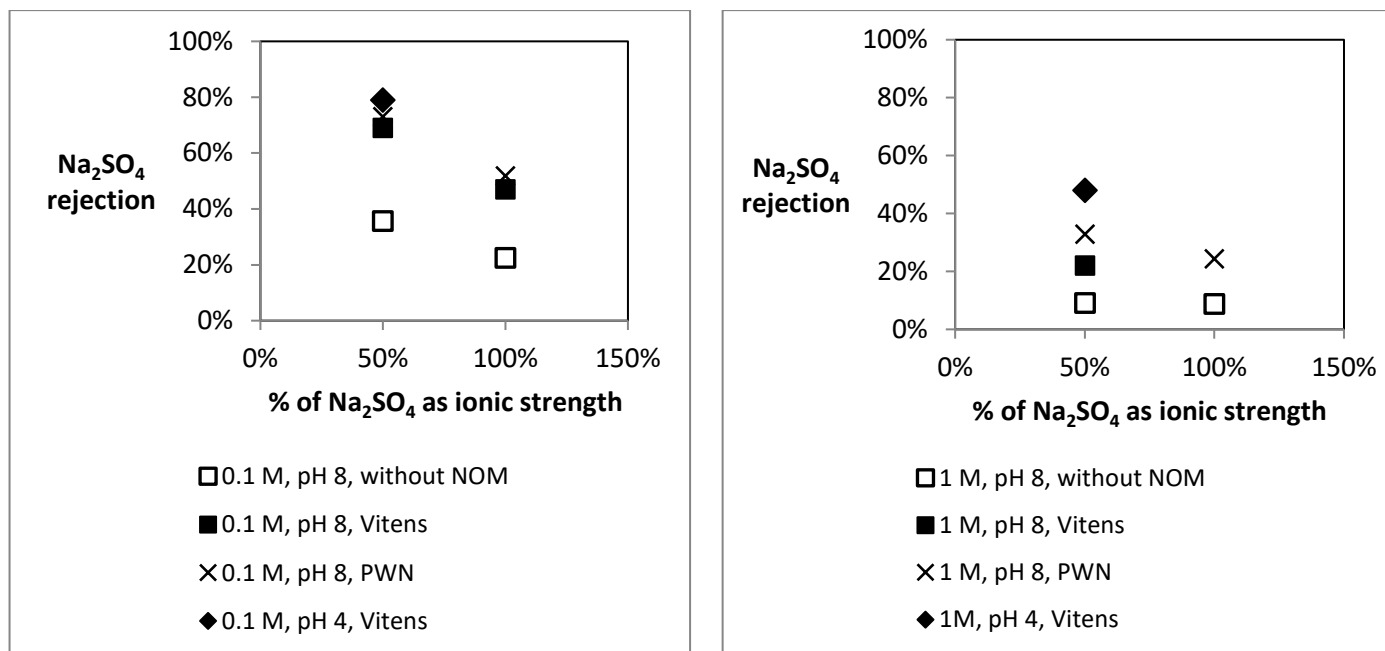 100%
80%
60%
40%
20%
0%
Na₂SO₄
rejection
0% 50% 100% 150%
% of Na₂SO₄ as ionic strength
0.1 M, pH 8, without NOM
0.1 M, pH 8, Vitens
0.1 M, pH 8, PWN
0.1 M, pH 4, Vitens
100%
80%
60%
40%
20%
0%
Na₂SO₄
rejection
0% 50% 100% 150%
% of Na₂SO₄ as ionic strength
1 M, pH 8, without NOM
1 M, pH 8, Vitens
1 M, pH 8, PWN
1M, pH 4, Vitens